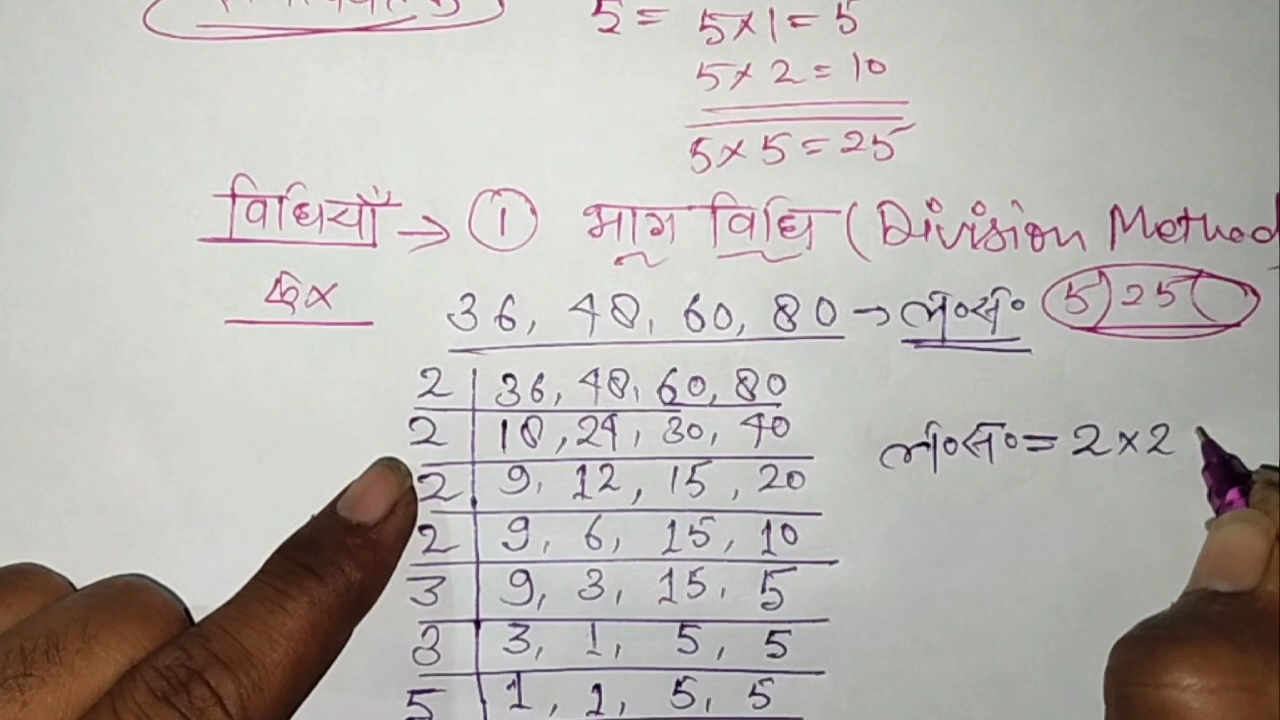 5 = 5×1=5
5×2=10
5×5=25
विधियाँ → ① भाग विधि (Division Method)
Ex
36, 48, 60, 80 → ल०स० 5)25(
2 | 36, 48, 60, 80
2 | 18, 24, 30, 40
ल०स० = 2×2
2 | 9, 12, 15, 20
2 | 9, 6, 15, 10
3 | 9, 3, 15, 5
3 | 3, 1, 5, 5
5 | 1, 1, 5, 5